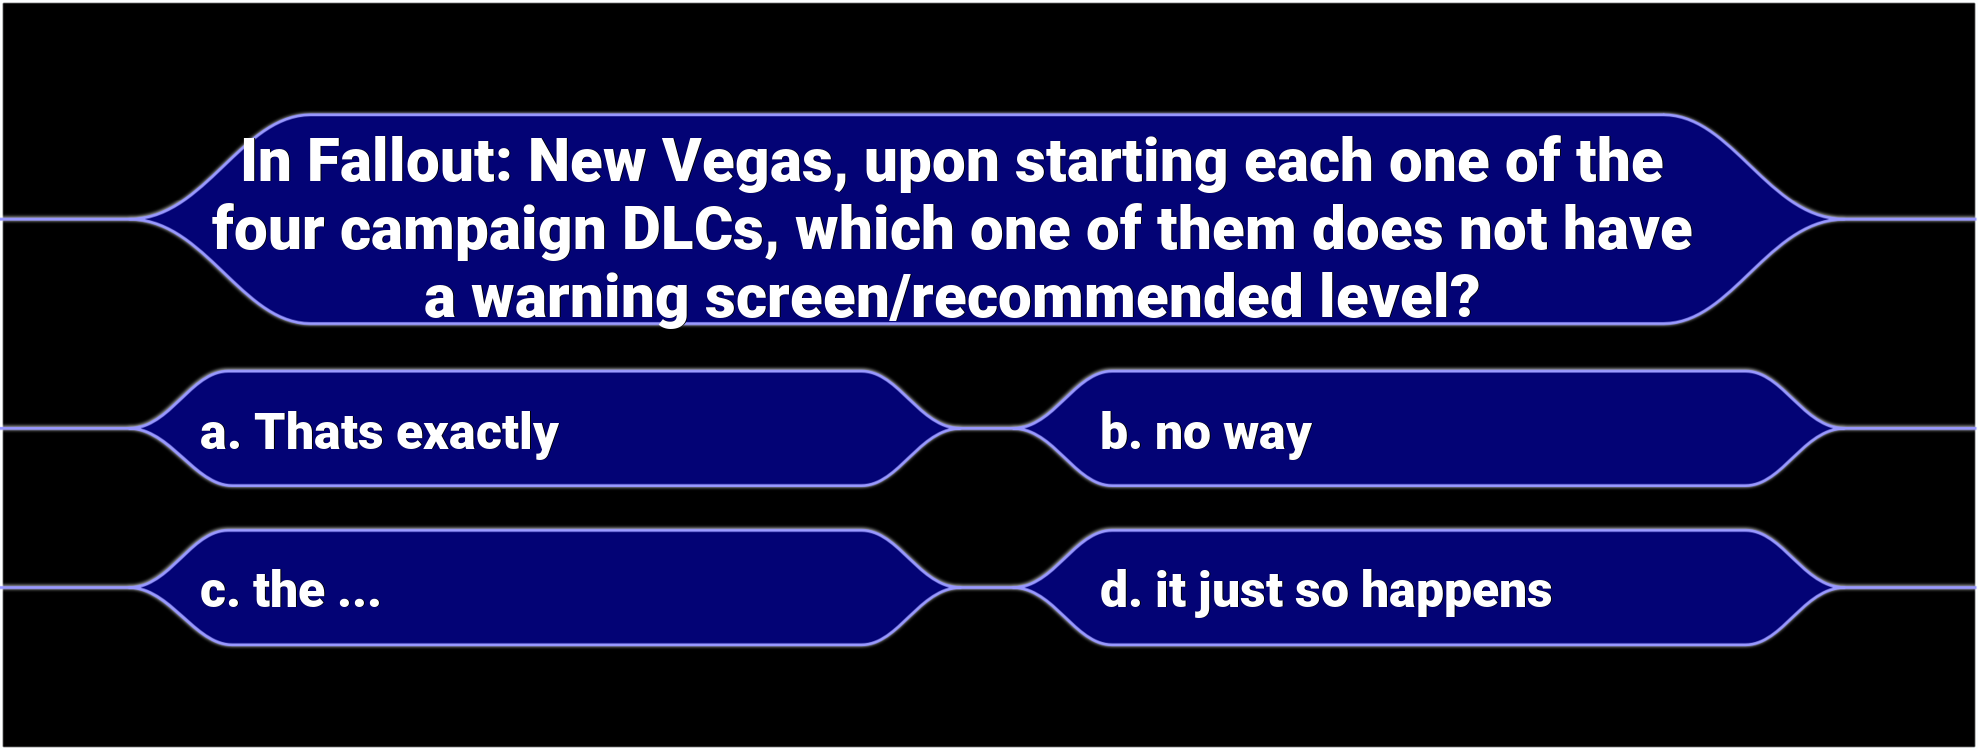 In Fallout: New Vegas, upon starting each one of the
four campaign DLCs, which one of them does not have
a warning screen/recommended level?
a. Thats exactly
b. no way
c. the ...
d. it just so happens